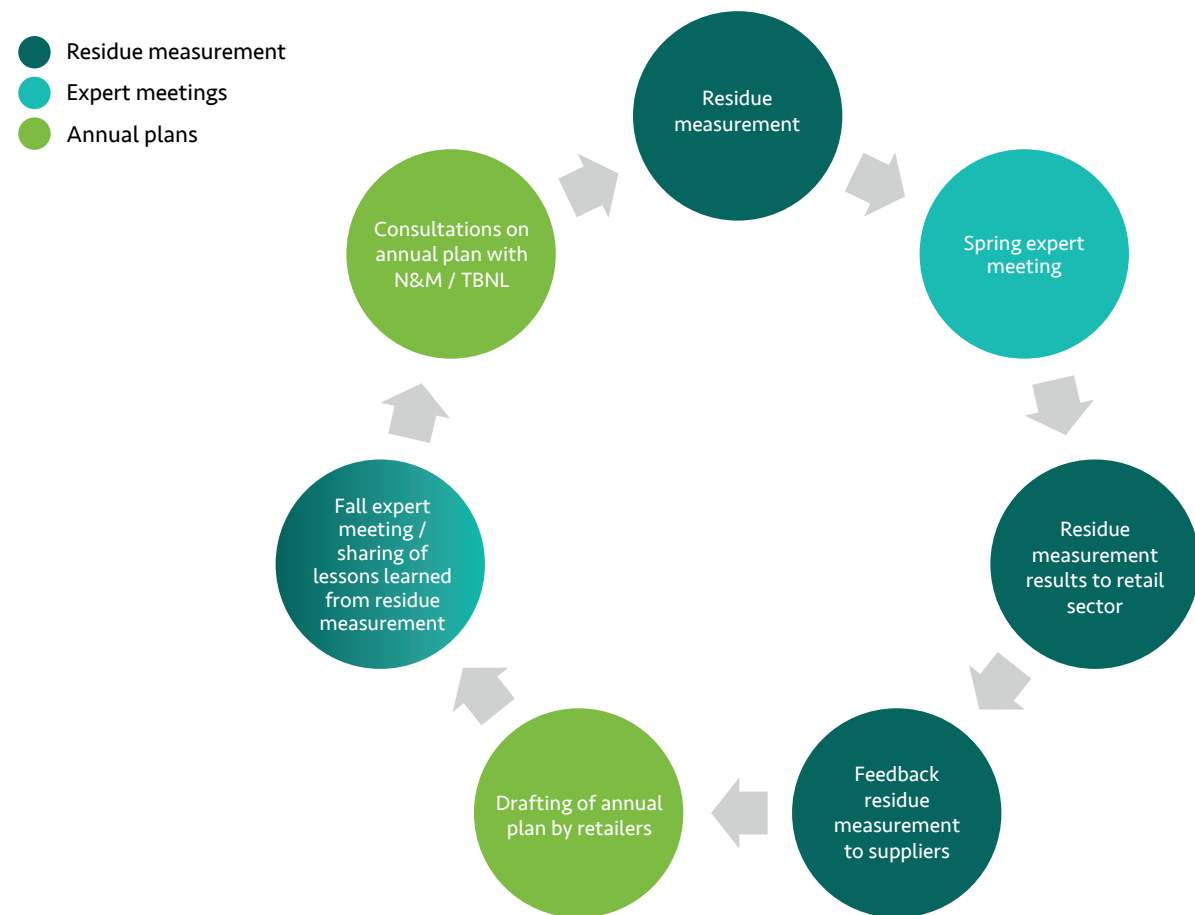 Residue measurement
Expert meetings
Annual plans
Residue
measurement
Spring expert
meeting
Residue
measurement
results to retail
sector
Feedback
residue
measurement
to suppliers
Drafting of annual
plan by retailers
Fall expert
meeting /
sharing of
lessons learned
from residue
measurement
Consultations on
annual plan with
N&M / TBNL